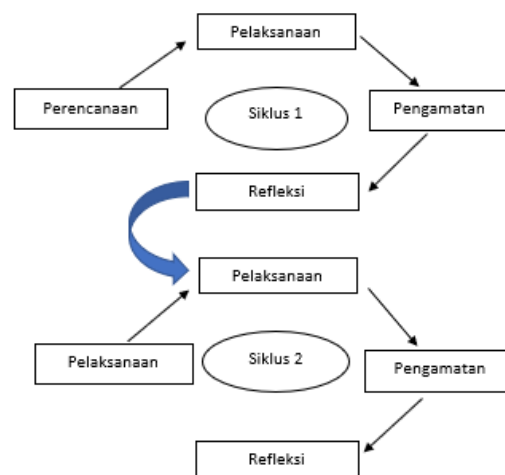 Pelaksanaan
Perencanaan
Siklus 1
Pengamatan
Refleksi
Pelaksanaan
Pelaksanaan
Siklus 2
Pengamatan
Refleksi